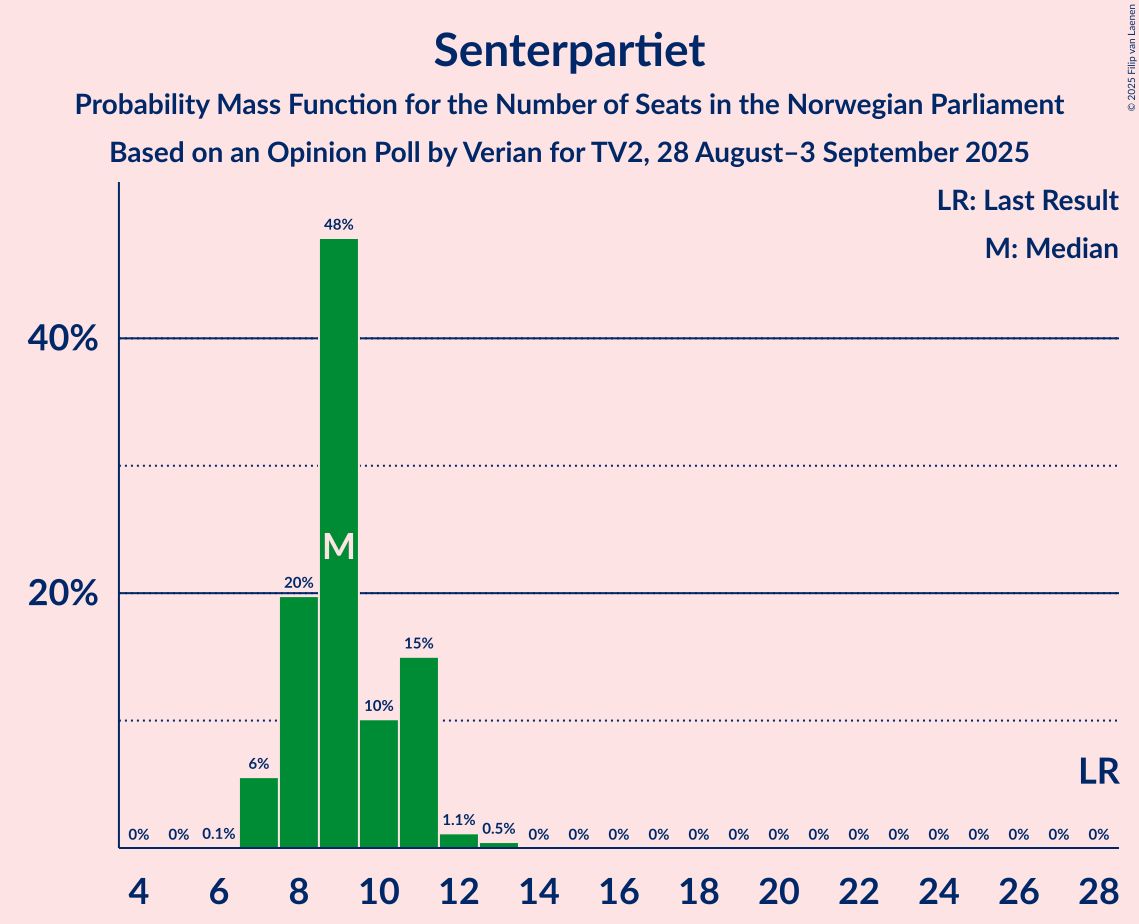 Senterpartiet
Probability Mass Function for the Number of Seats in the Norwegian Parliament
Based on an Opinion Poll by Verian for TV2, 28 August–3 September 2025
© 2025 Filip van Laenen
LR: Last Result
M: Median
48%
40%
M
20%
20%
15%
10%
6%
LR
0% 0% 0.1% 1.1% 0.5% 0% 0% 0% 0% 0% 0% 0% 0% 0% 0% 0% 0% 0% 0% 0%
4 6 8 10 12 14 16 18 20 22 24 26 28